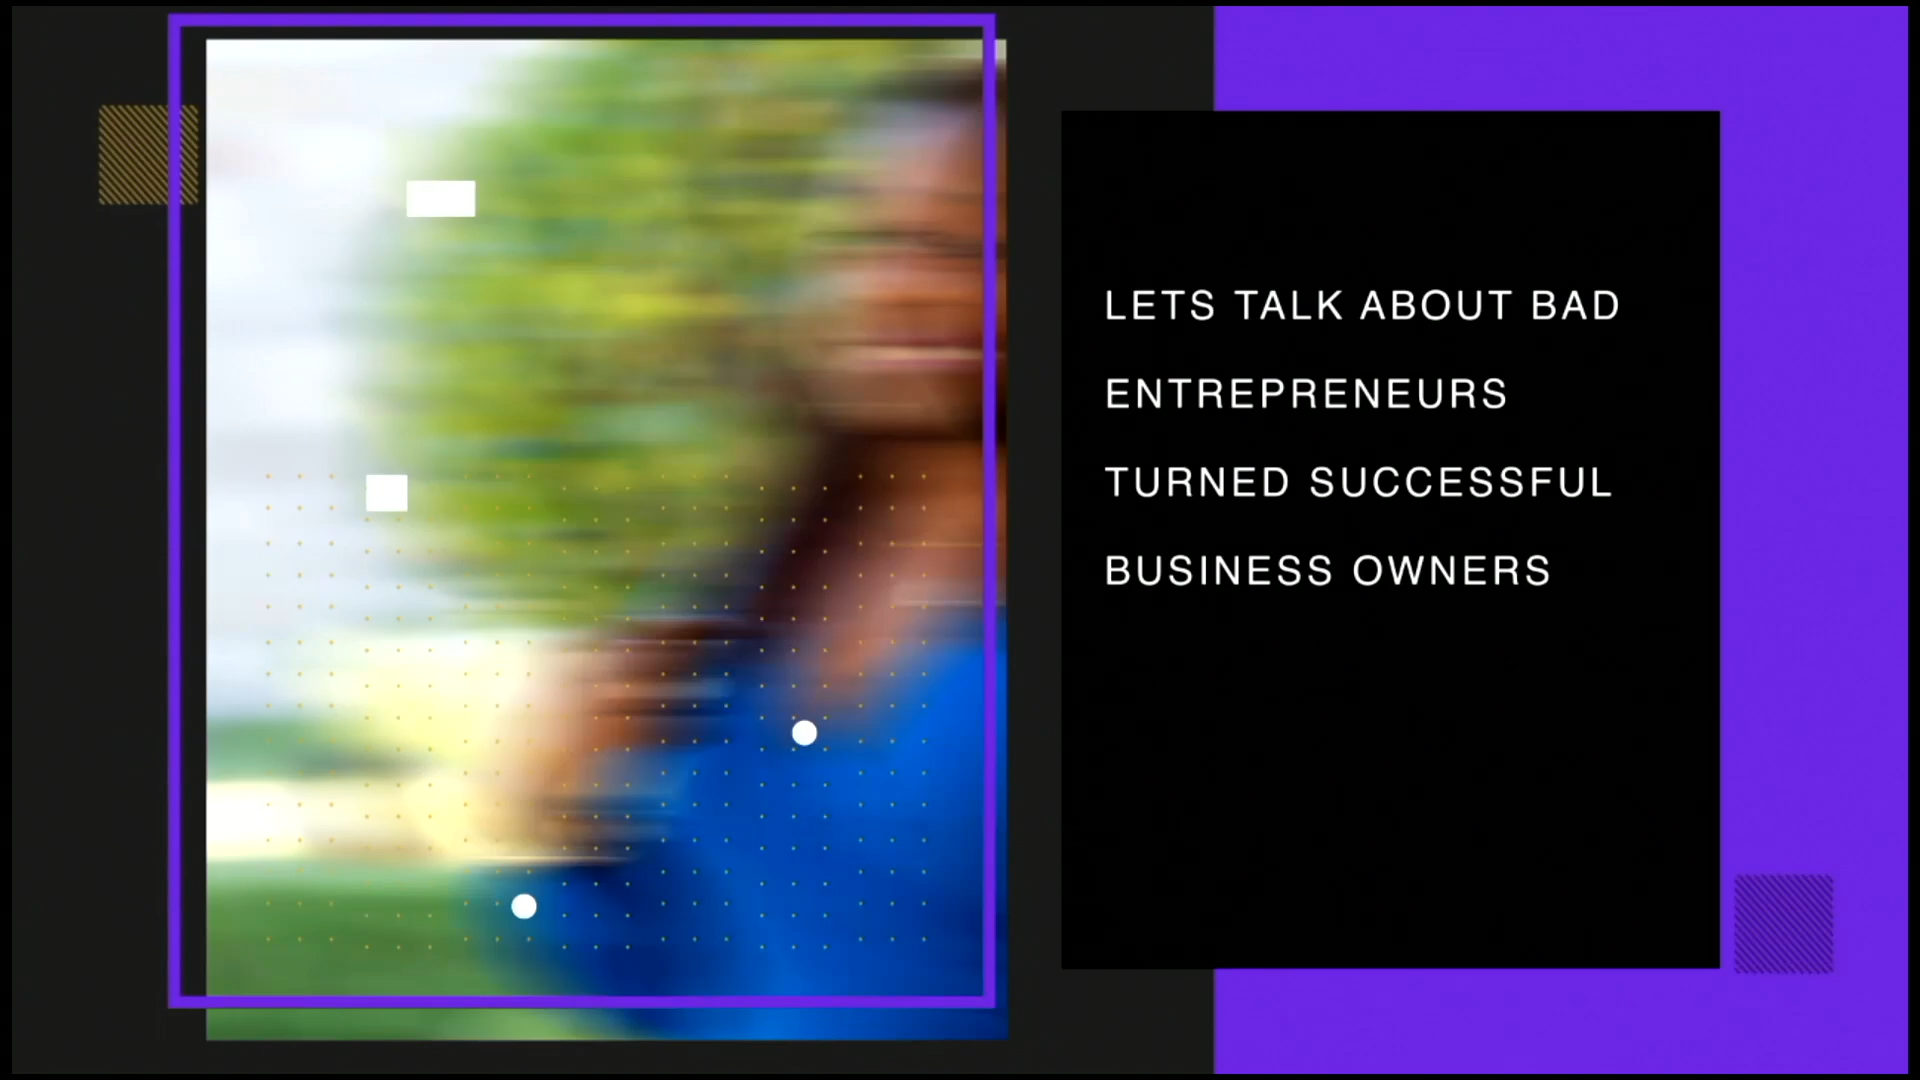 LETS TALK ABOUT BAD
ENTREPRENEURS
TURNED SUCCESSFUL
BUSINESS OWNERS